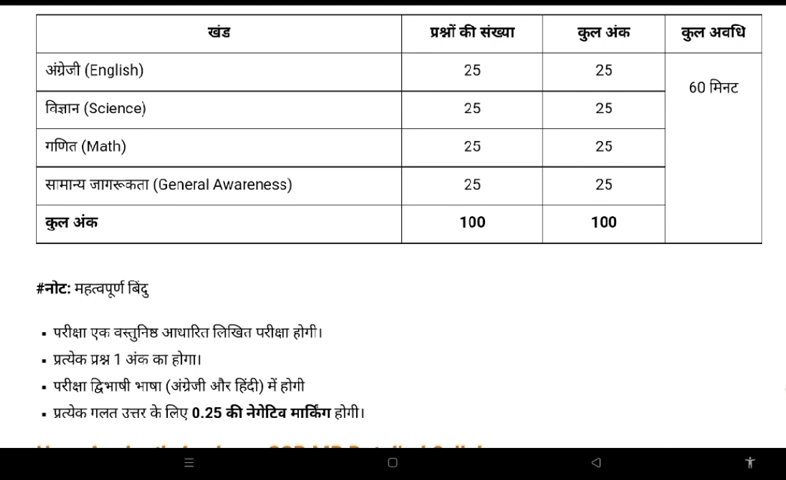 खंड प्रश्नों की संख्या कुल अंक कुल अवधि
अंग्रेजी (English) 25 25 60 मिनट
विज्ञान (Science) 25 25
गणित (Math) 25 25
सामान्य जागरूकता (General Awareness) 25 25
कुल अंक 100 100
#नोट: महत्वपूर्ण बिंदु
▪ परीक्षा एक वस्तुनिष्ठ आधारित लिखित परीक्षा होगी।
▪ प्रत्येक प्रश्न 1 अंक का होगा।
▪ परीक्षा द्विभाषी भाषा (अंग्रेजी और हिंदी) में होगी
▪ प्रत्येक गलत उत्तर के लिए 0.25 की नेगेटिव मार्किंग होगी।